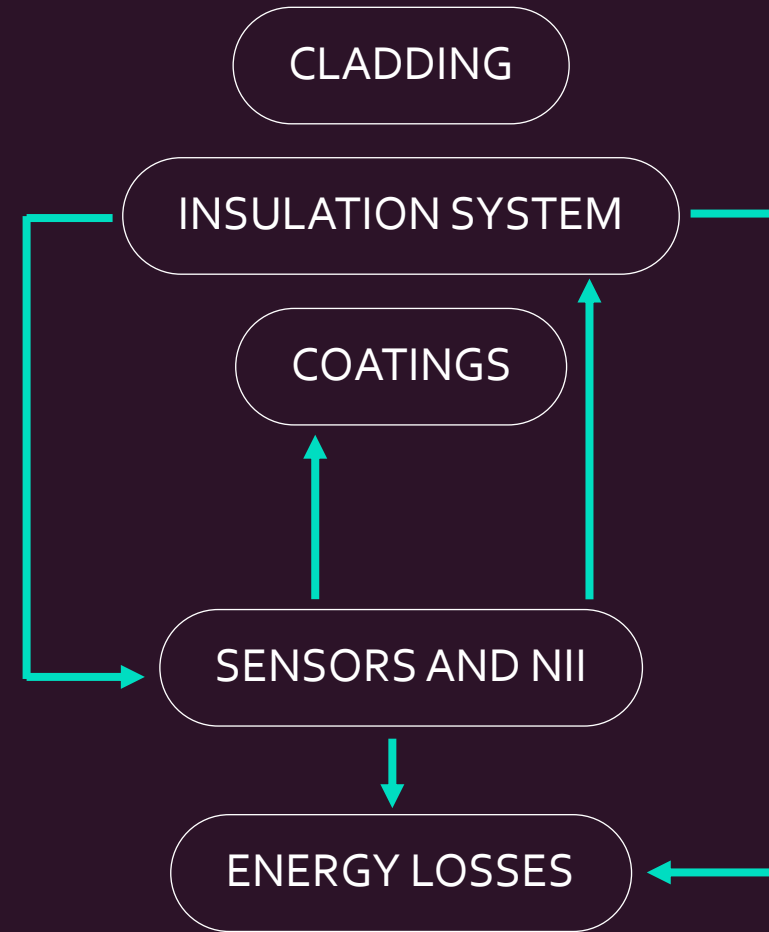 CLADDING
INSULATION SYSTEM
COATINGS
SENSORS AND NII
ENERGY LOSSES